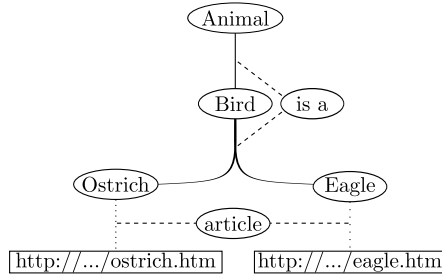 Animal
Bird
is a
Ostrich
Eagle
article
http://.../ostrich.htm
http://.../eagle.htm